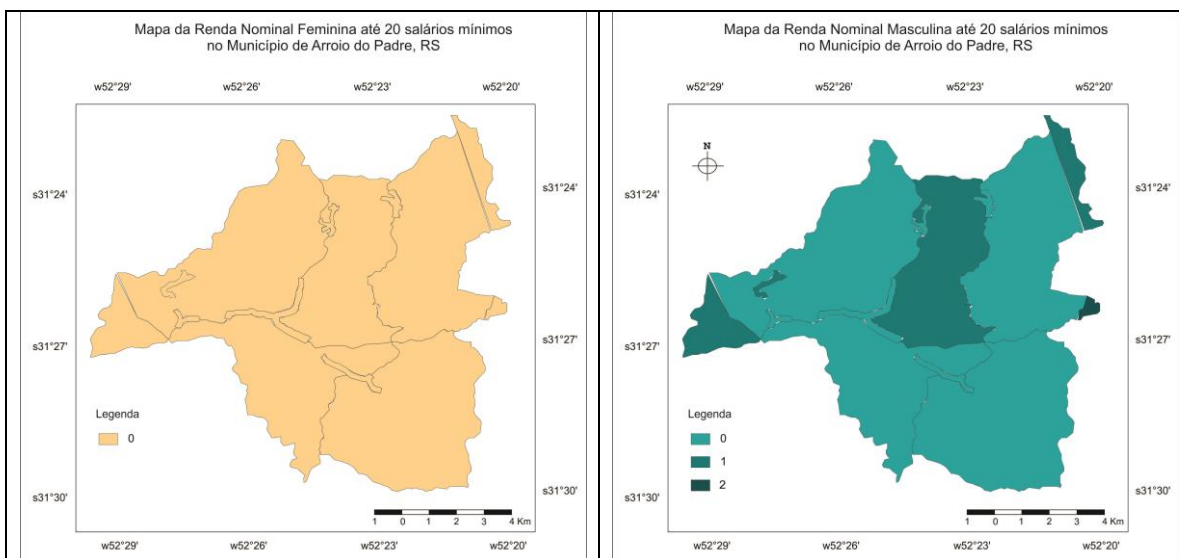 Mapa da Renda Nominal Feminina até 20 salários mínimos
no Município de Arroio do Padre, RS
w52°29' w52°26' w52°23' w52°20'
s31°24' s31°24'
s31°27' s31°27'
Legenda
0
s31°30' s31°30'
1 0 1 2 3 4 Km
w52°29' w52°26' w52°23' w52°20'
Mapa da Renda Nominal Masculina até 20 salários mínimos
no Município de Arroio do Padre, RS
w52°29' w52°26' w52°23' w52°20'
N
s31°24' s31°24'
s31°27' s31°27'
Legenda
0
1
2
s31°30' s31°30'
1 0 1 2 3 4 Km
w52°29' w52°26' w52°23' w52°20'